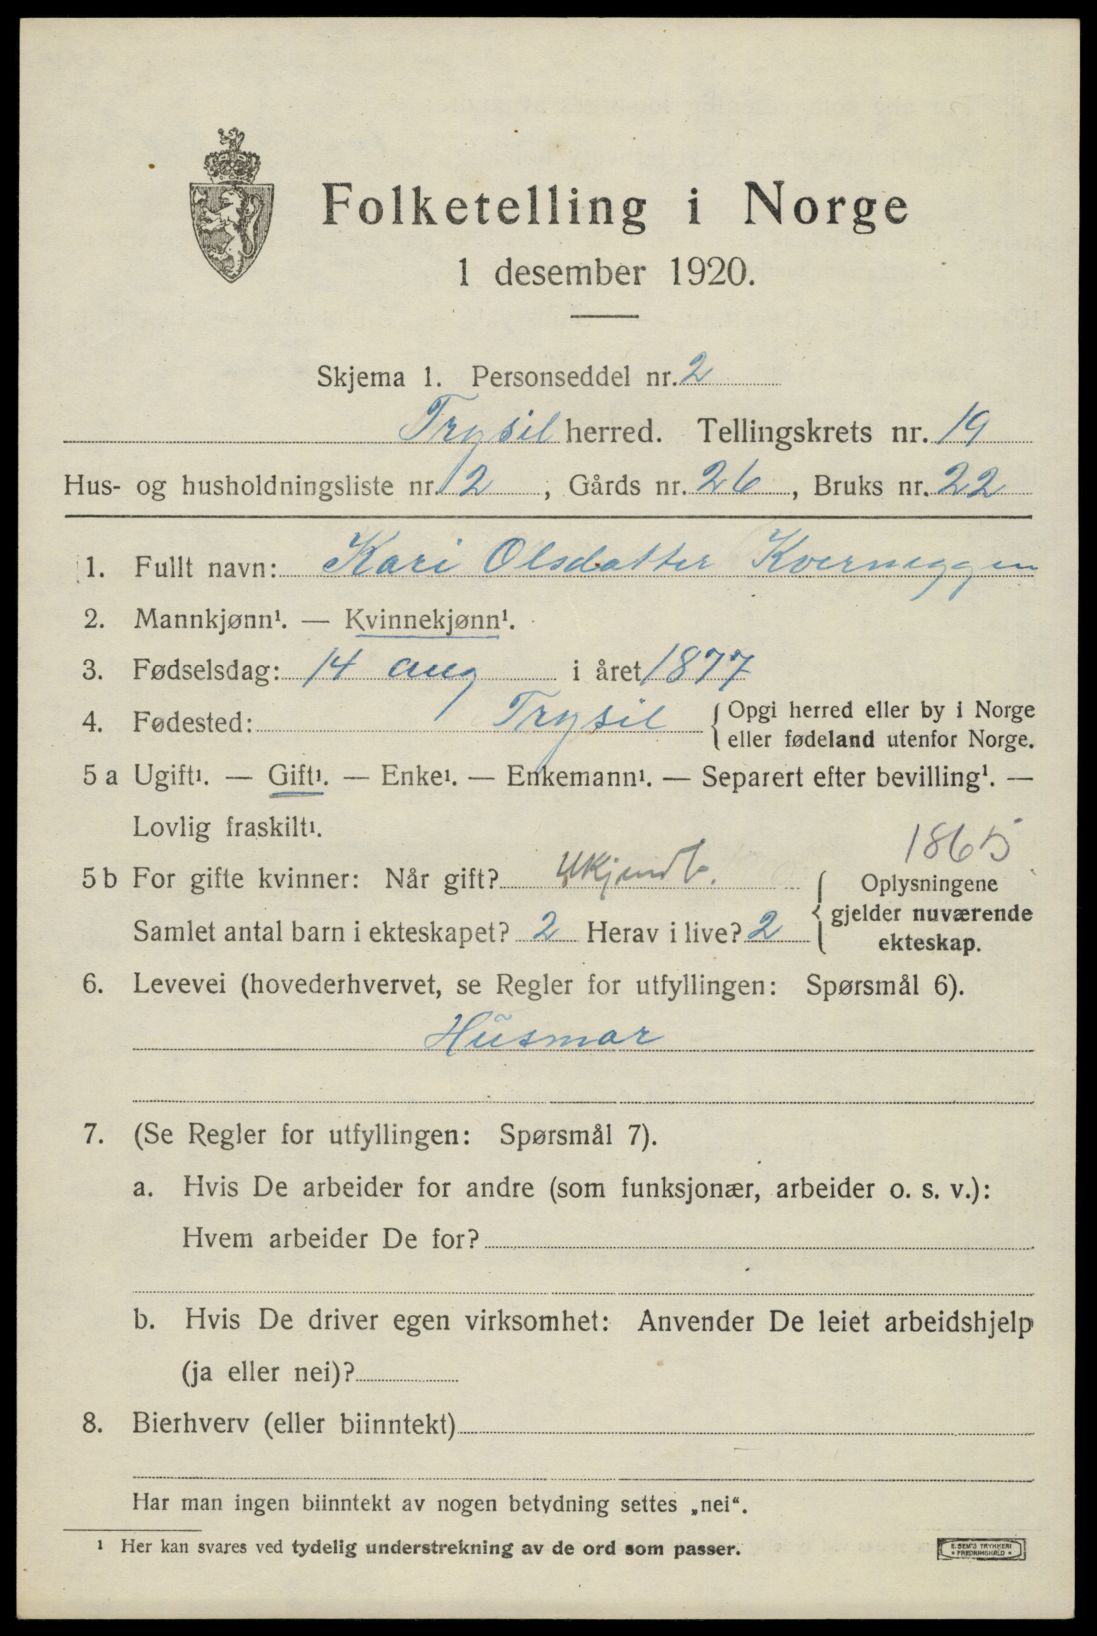 Folketelling i Norge
1 desember 1920.
Skjema 1. Personseddel nr. 2
Trysil herred. Tellingskrets nr. 19
Hus- og husholdningsliste nr. 12, Gårds nr. 26, Bruks nr. 22
1. Fullt navn: Kari Olsdatter Kverneggen
2. Mannkjønn¹. — Kvinnekjønn¹.
3. Fødselsdag: 14 aug i året 1877
4. Fødested: Trysil {Opgi herred eller by i Norge
eller fødeland utenfor Norge.
5 a Ugift¹. — Gift¹. — Enke¹. — Enkemann¹. — Separert efter bevilling¹. —
Lovlig fraskilt¹.
1865
5 b For gifte kvinner: Når gift? Ukjendt. {Oplysningene
gjelder nuværende
Samlet antal barn i ekteskapet? 2 Herav i live? 2
ekteskap.
6. Levevei (hovederhvervet, se Regler for utfyllingen: Spørsmål 6).
Husmor
7. (Se Regler for utfyllingen: Spørsmål 7).
a. Hvis De arbeider for andre (som funksjonær, arbeider o. s. v.):
Hvem arbeider De for?
b. Hvis De driver egen virksomhet: Anvender De leiet arbeidshjelp
(ja eller nei)?
8. Bierhverv (eller biinntekt)
Har man ingen biinntekt av nogen betydning settes „nei“.
¹ Her kan svares ved tydelig understrekning av de ord som passer.
E. SEM'S TRYKKERI
• FREDRIKSHALD •